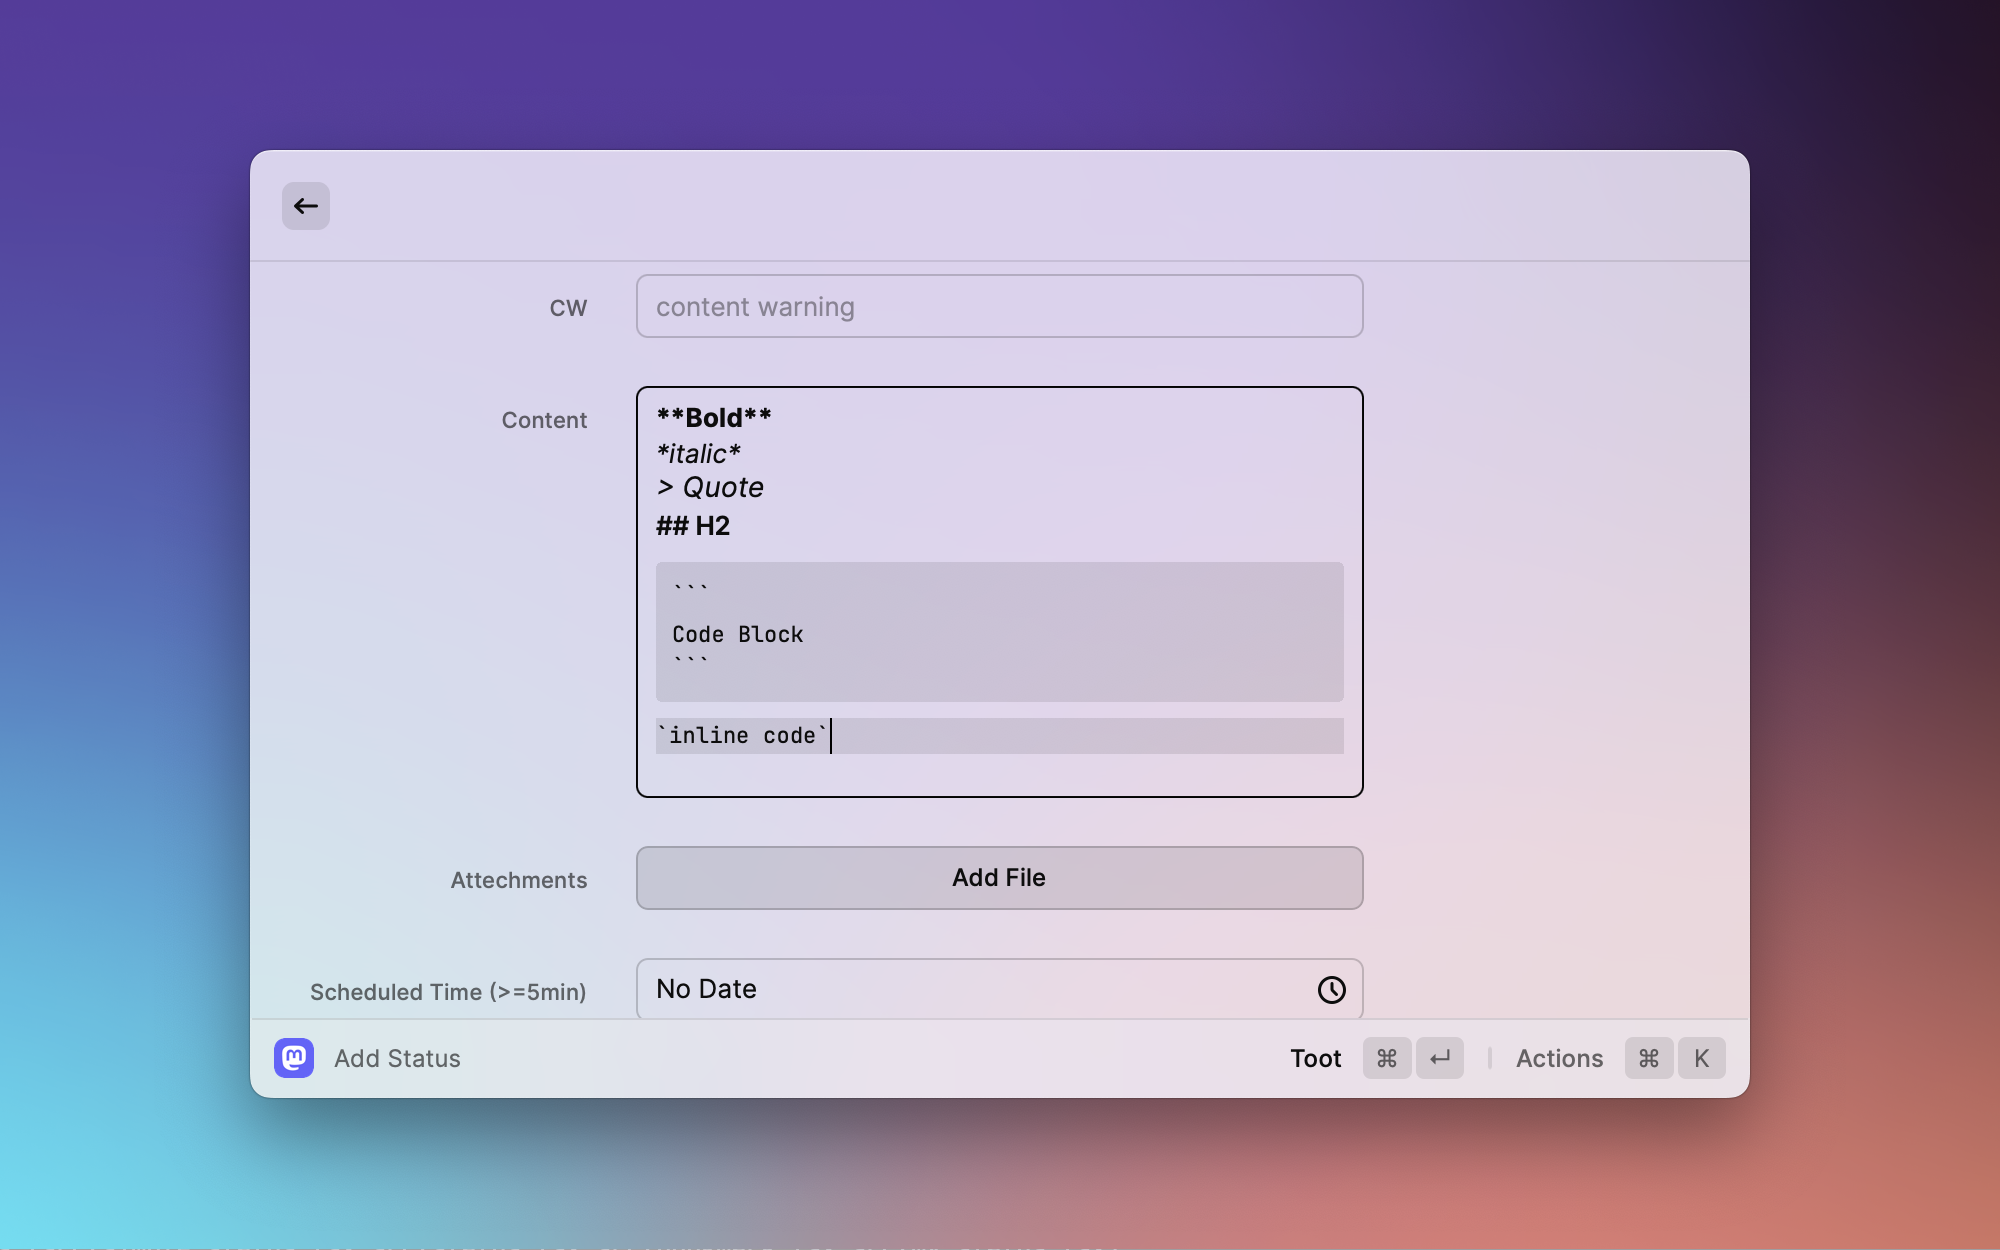 CW
content warning
Content
**Bold**
*italic*
> Quote
## H2
```
Code Block
```
`inline code`
Attechments
Add File
Scheduled Time (>=5min)
No Date
Add Status
Toot ⌘ ↵ | Actions ⌘ K